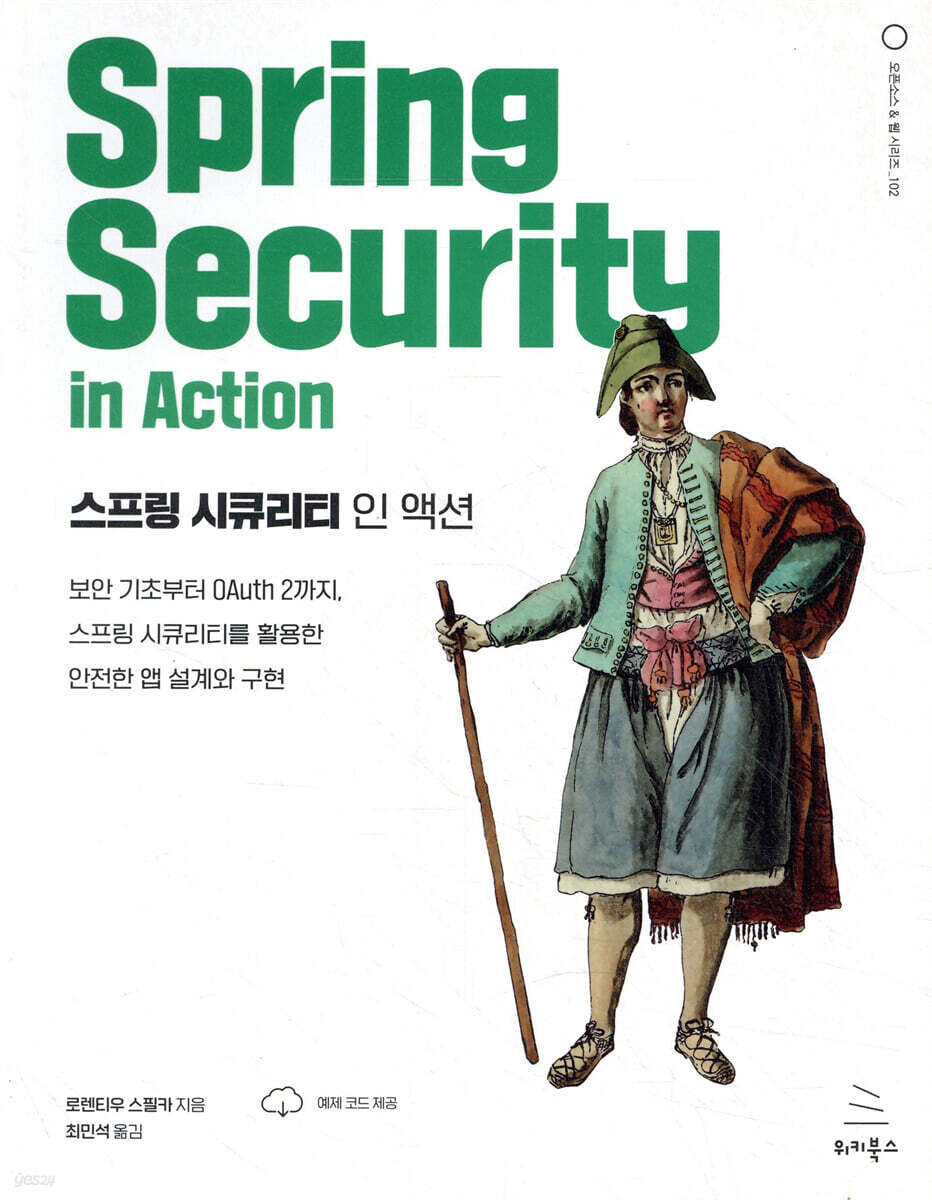 Spring
Security
in Action
스프링 시큐리티 인 액션
보안 기초부터 OAuth 2까지,
스프링 시큐리티를 활용한
안전한 앱 설계와 구현
오픈소스 & 웹 시리즈_102
로렌티우 스필카 지음
최민석 옮김
예제 코드 제공
위키북스
yes24